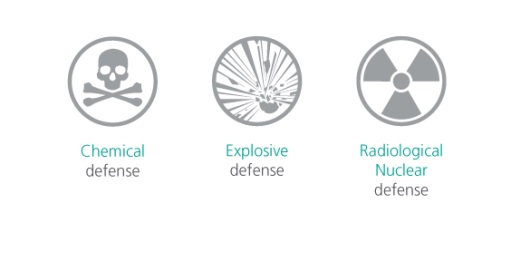 Chemical
defense
Explosive
defense
Radiological
Nuclear
defense